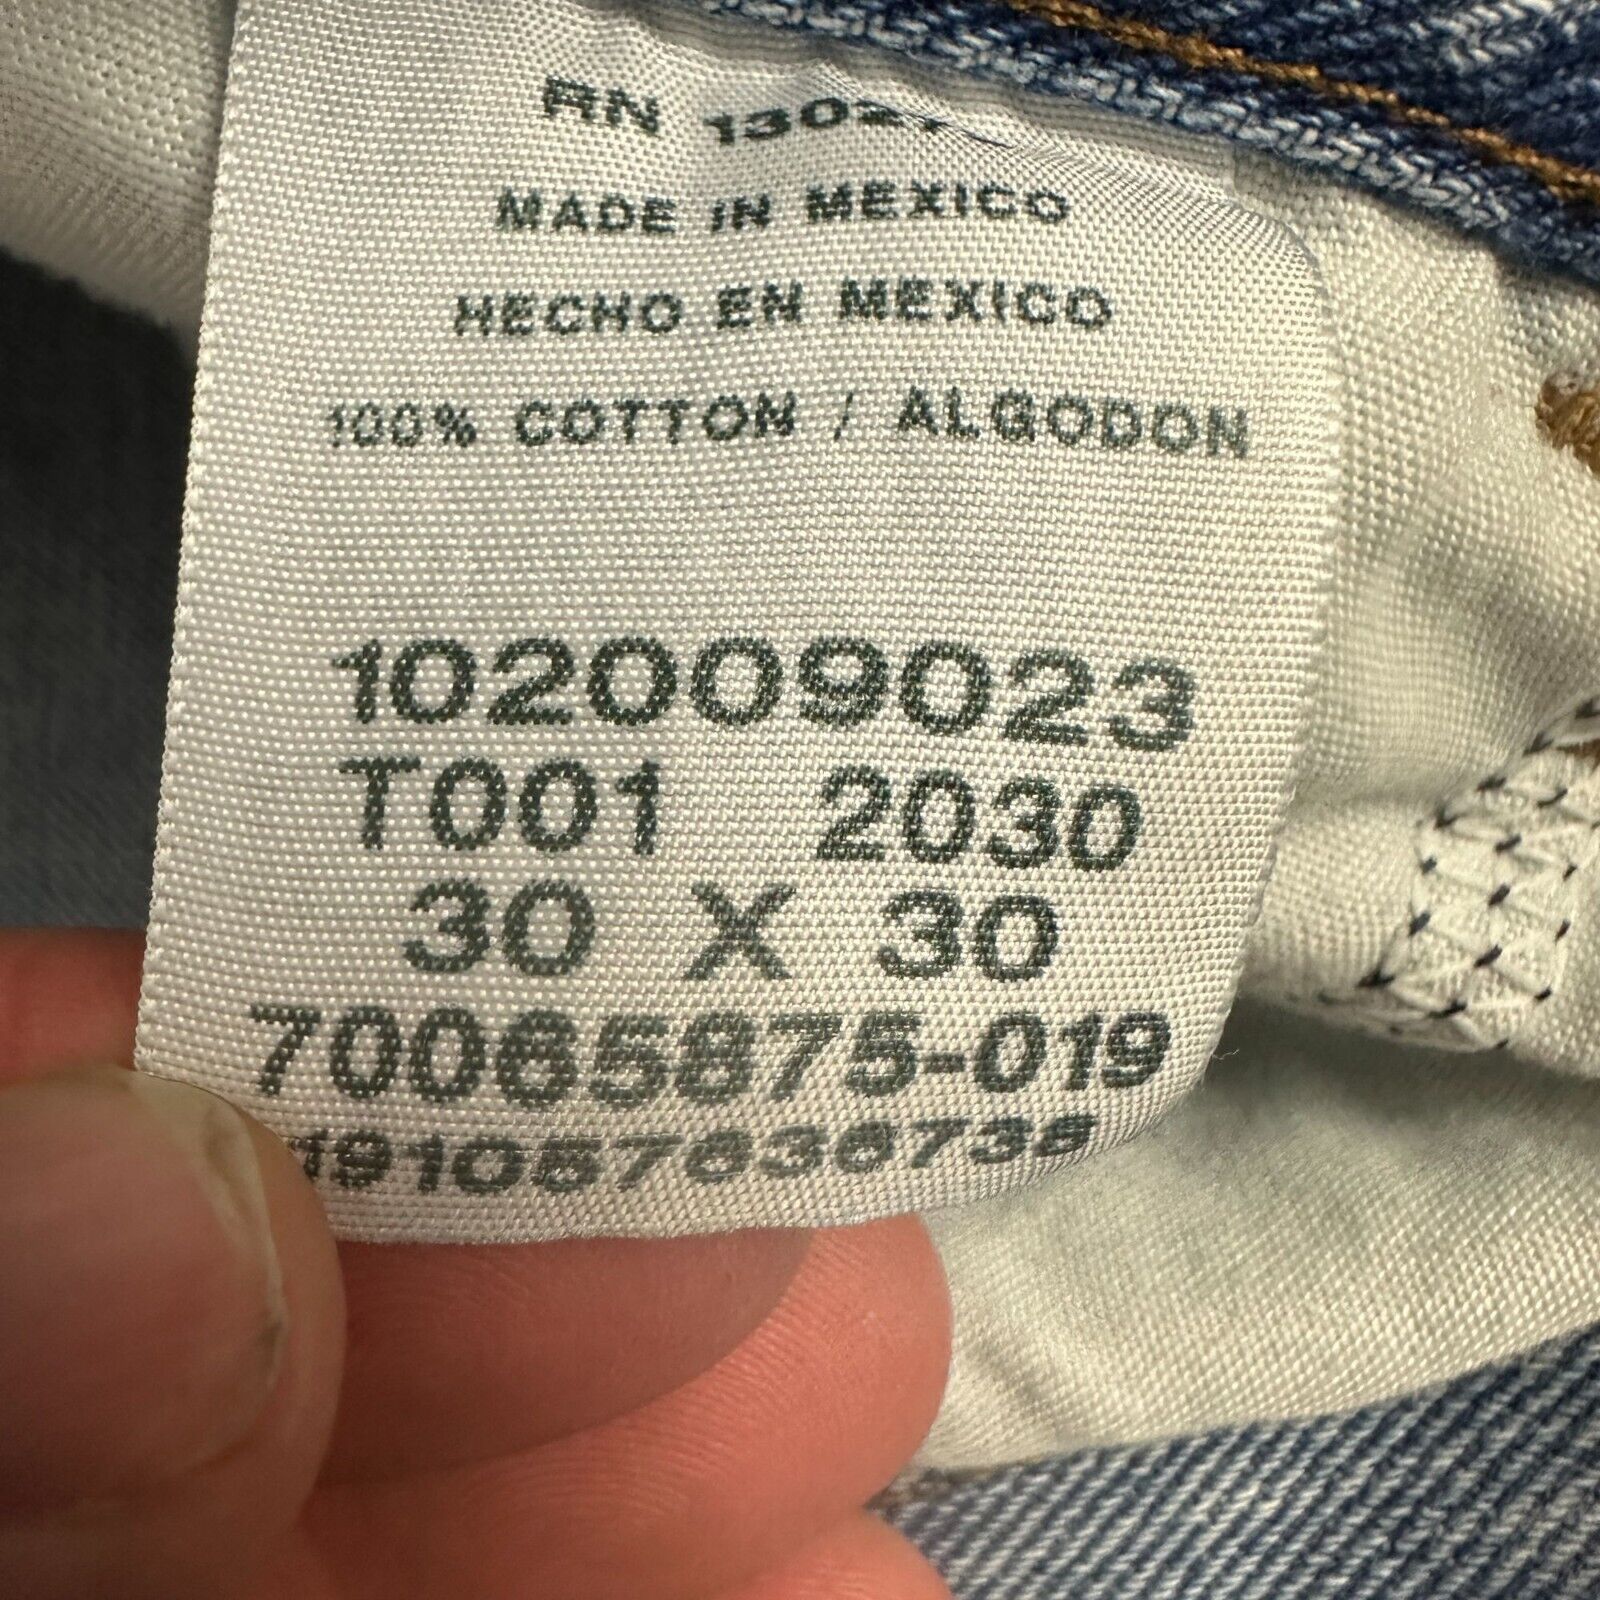 RN
MADE IN MEXICO
HECHO EN MEXICO
100% COTTON / ALGODON
102009023
T001 2030
30 X 30
70065875-019